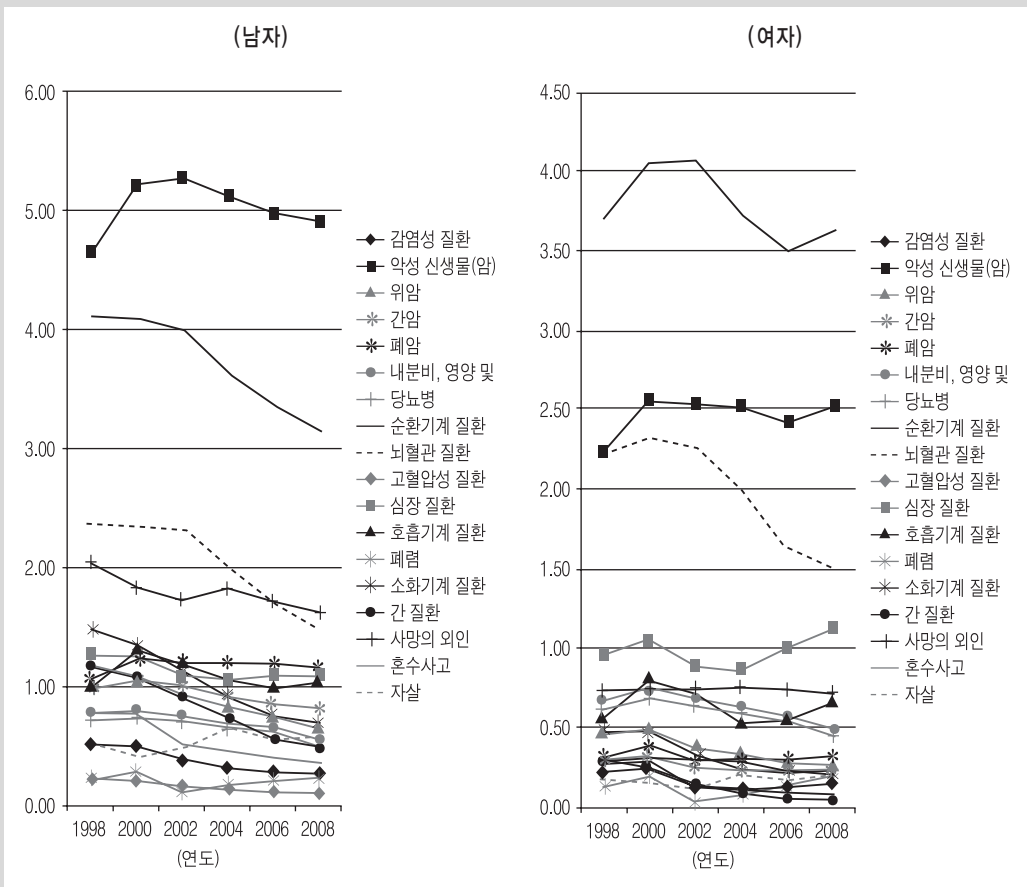 (남자)
6.00
5.00
4.00
3.00
2.00
1.00
0.00
1998 2000 2002 2004 2006 2008
(연도)
감염성 질환
악성 신생물(암)
위암
간암
폐암
내분비, 영양 및
당뇨병
순환기계 질환
뇌혈관 질환
고혈압성 질환
심장 질환
호흡기계 질환
폐렴
소화기계 질환
간 질환
사망의 외인
혼수사고
자살
(여자)
4.50
4.00
3.50
3.00
2.50
2.00
1.50
1.00
0.50
0.00
1998 2000 2002 2004 2006 2008
(연도)
감염성 질환
악성 신생물(암)
위암
간암
폐암
내분비, 영양 및
당뇨병
순환기계 질환
뇌혈관 질환
고혈압성 질환
심장 질환
호흡기계 질환
폐렴
소화기계 질환
간 질환
사망의 외인
혼수사고
자살